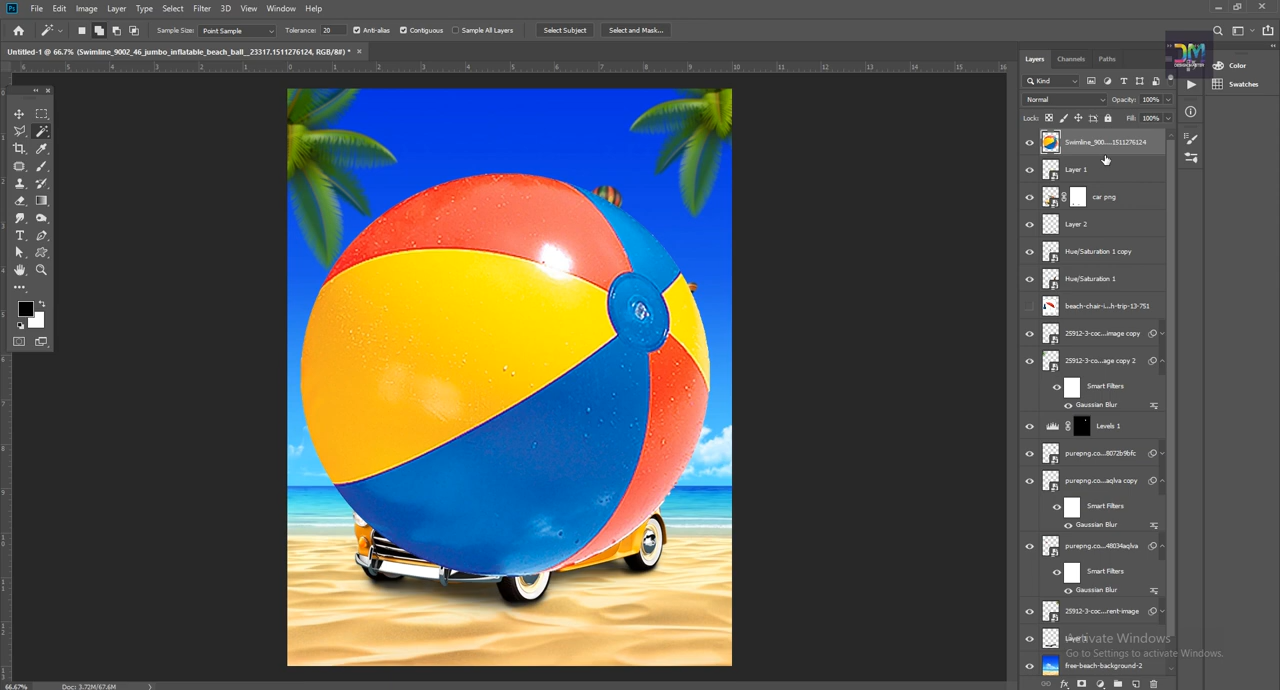 Ps File Edit Image Layer Type Select Filter 3D View Window Help
Sample Size: Point Sample Tolerance: 20 Anti-alias Contiguous Sample All Layers Select Subject Select and Mask...
Untitled-1 @ 66.7% (Swimline_9002_46_jumbo_inflatable_beach_ball__23317.1511276124, RGB/8#) *
Layers Channels Paths
DM
Color
Kind
Swatches
Normal Opacity: 100%
Lock: Fill: 100%
Swimline_900....1511276124
Layer 1
car png
Layer 2
Hue/Saturation 1 copy
Hue/Saturation 1
beach-chair-i...h-trip-13-751
25912-3-coc...image copy
25912-3-co...age copy 2
Smart Filters
Gaussian Blur
Levels 1
purepng.co...8072b9bfc
purepng.co...aqlva copy
Smart Filters
Gaussian Blur
purepng.co...48034aqlva
Smart Filters
Gaussian Blur
25912-3-coc...rent-image
Activate Windows
Go to Settings to activate Windows.
free-beach-background-2
66.67% Doc: 3.72M/67.6M